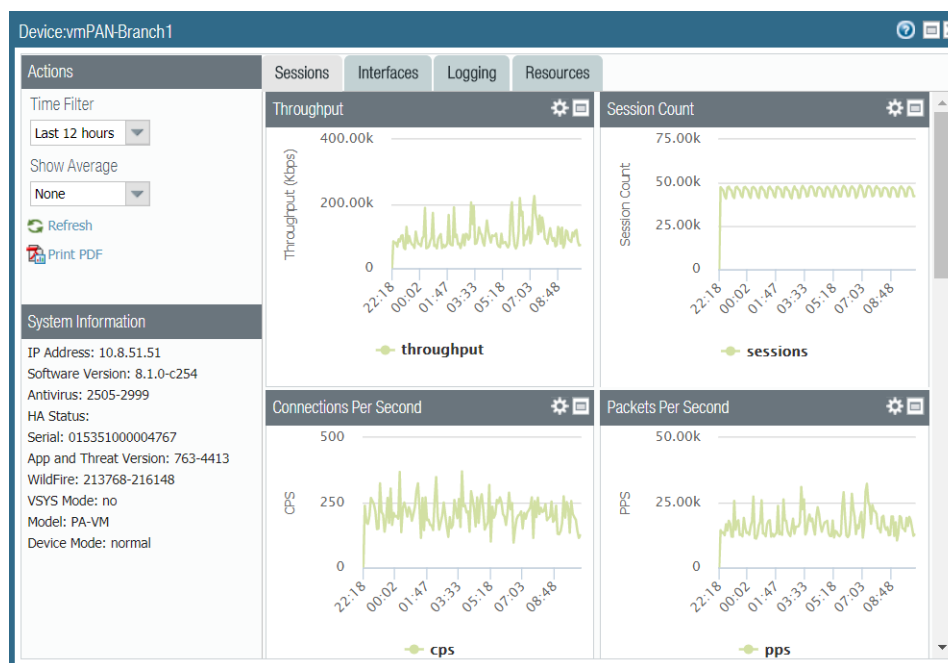 Device:vmPAN-Branch1
Actions
Time Filter
Last 12 hours
Show Average
None
Refresh
Print PDF
System Information
IP Address: 10.8.51.51
Software Version: 8.1.0-c254
Antivirus: 2505-2999
HA Status:
Serial: 015351000004767
App and Threat Version: 763-4413
WildFire: 213768-216148
VSYS Mode: no
Model: PA-VM
Device Mode: normal
Sessions Interfaces Logging Resources
Throughput
Throughput (Kbps)
400.00k
200.00k
0
22:18 00:02 01:47 03:33 05:18 07:03 08:48
throughput
Session Count
Session Count
75.00k
50.00k
25.00k
0
22:18 00:02 01:47 03:33 05:18 07:03 08:48
sessions
Connections Per Second
CPS
500
250
0
22:18 00:02 01:47 03:33 05:18 07:03 08:48
cps
Packets Per Second
PPS
50.00k
25.00k
0
22:18 00:02 01:47 03:33 05:18 07:03 08:48
pps